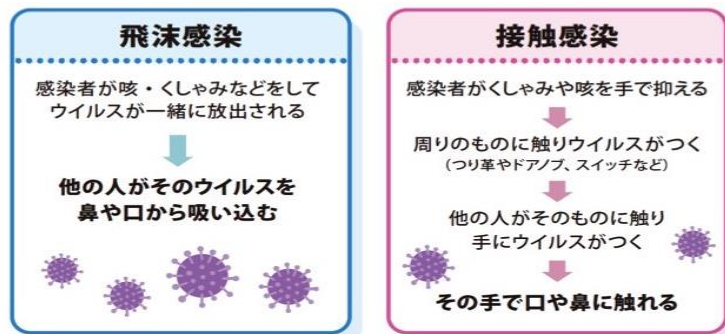 飛沫感染
感染者が咳・くしゃみなどをして
ウイルスが一緒に放出される
他の人がそのウイルスを
鼻や口から吸い込む
接触感染
感染者がくしゃみや咳を手で抑える
周りのものに触りウイルスがつく
(つり革やドアノブ、スイッチなど)
他の人がそのものに触り
手にウイルスがつく
その手で口や鼻に触れる